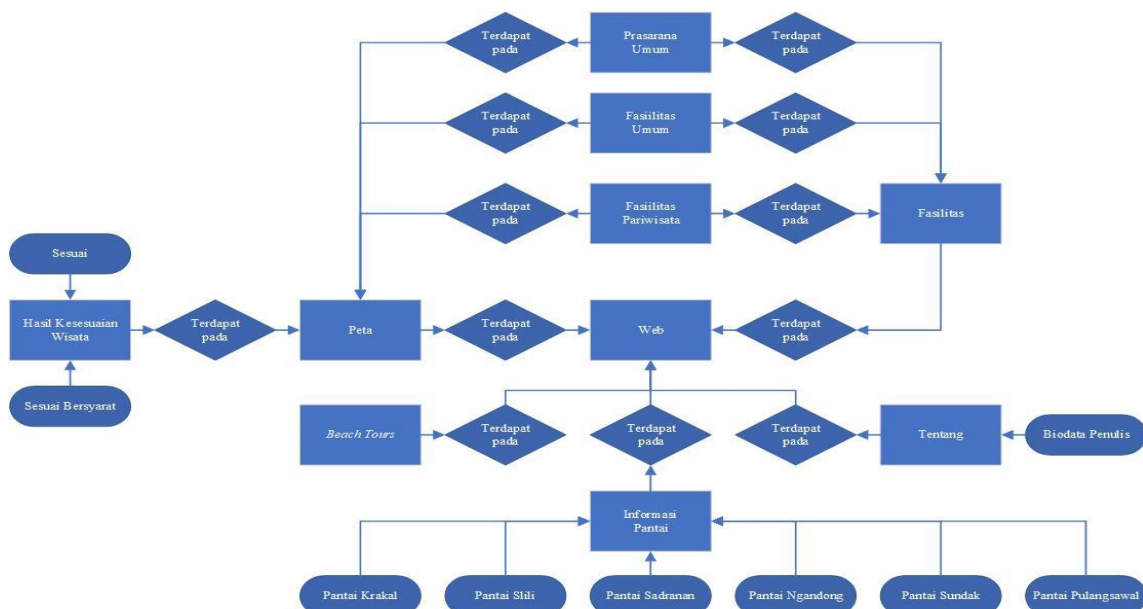 Terdapat
pada
Prasarana
Umum
Terdapat
pada
Terdapat
pada
Fasiilitas
Umum
Terdapat
pada
Terdapat
pada
Fasiilitas
Pariwisata
Terdapat
pada
Fasilitas
Sesuai
Hasil Kesesuaian
Wisata
Terdapat
pada
Peta
Terdapat
pada
Web
Terdapat
pada
Sesuai Bersyarat
Beach Tours
Terdapat
pada
Terdapat
pada
Terdapat
pada
Tentang
Biodata Penulis
Informasi
Pantai
Pantai Krakal
Pantai Slili
Pantai Sadranan
Pantai Ngandong
Pantai Sundak
Pantai Pulangsawal